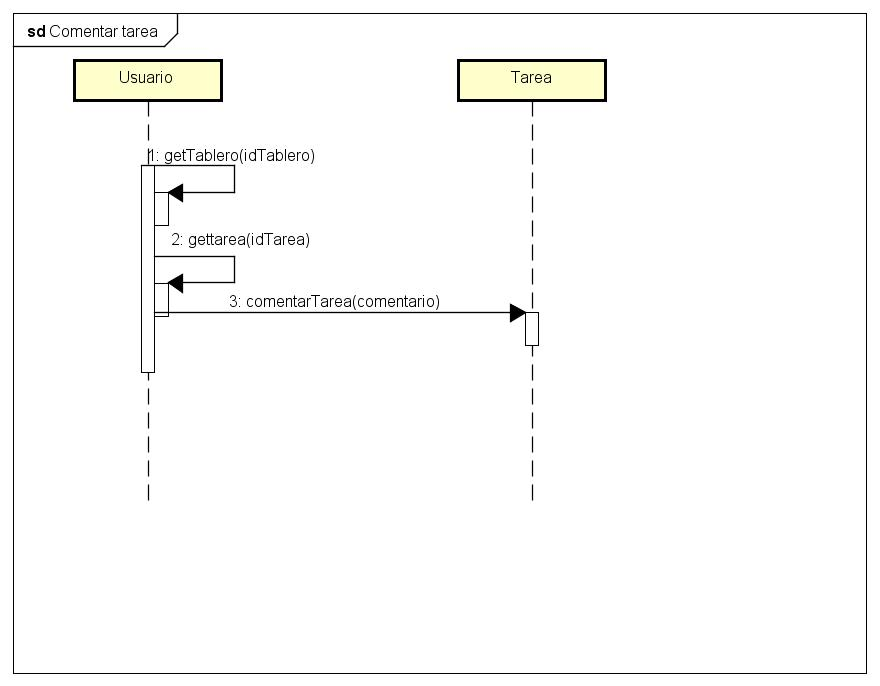 sd Comentar tarea
Usuario
Tarea
1: getTablero(idTablero)
2: gettarea(idTarea)
3: comentarTarea(comentario)